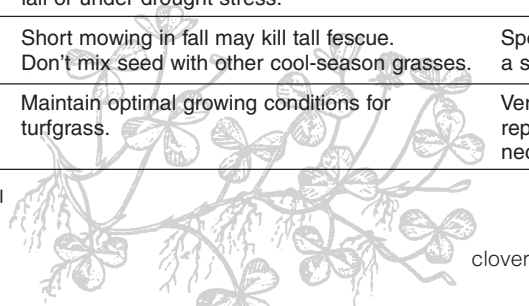 fall or under drought stress.
Short mowing in fall may kill tall fescue.
Don't mix seed with other cool-season grasses.
a s
Maintain optimal growing conditions for
turfgrass.
clover